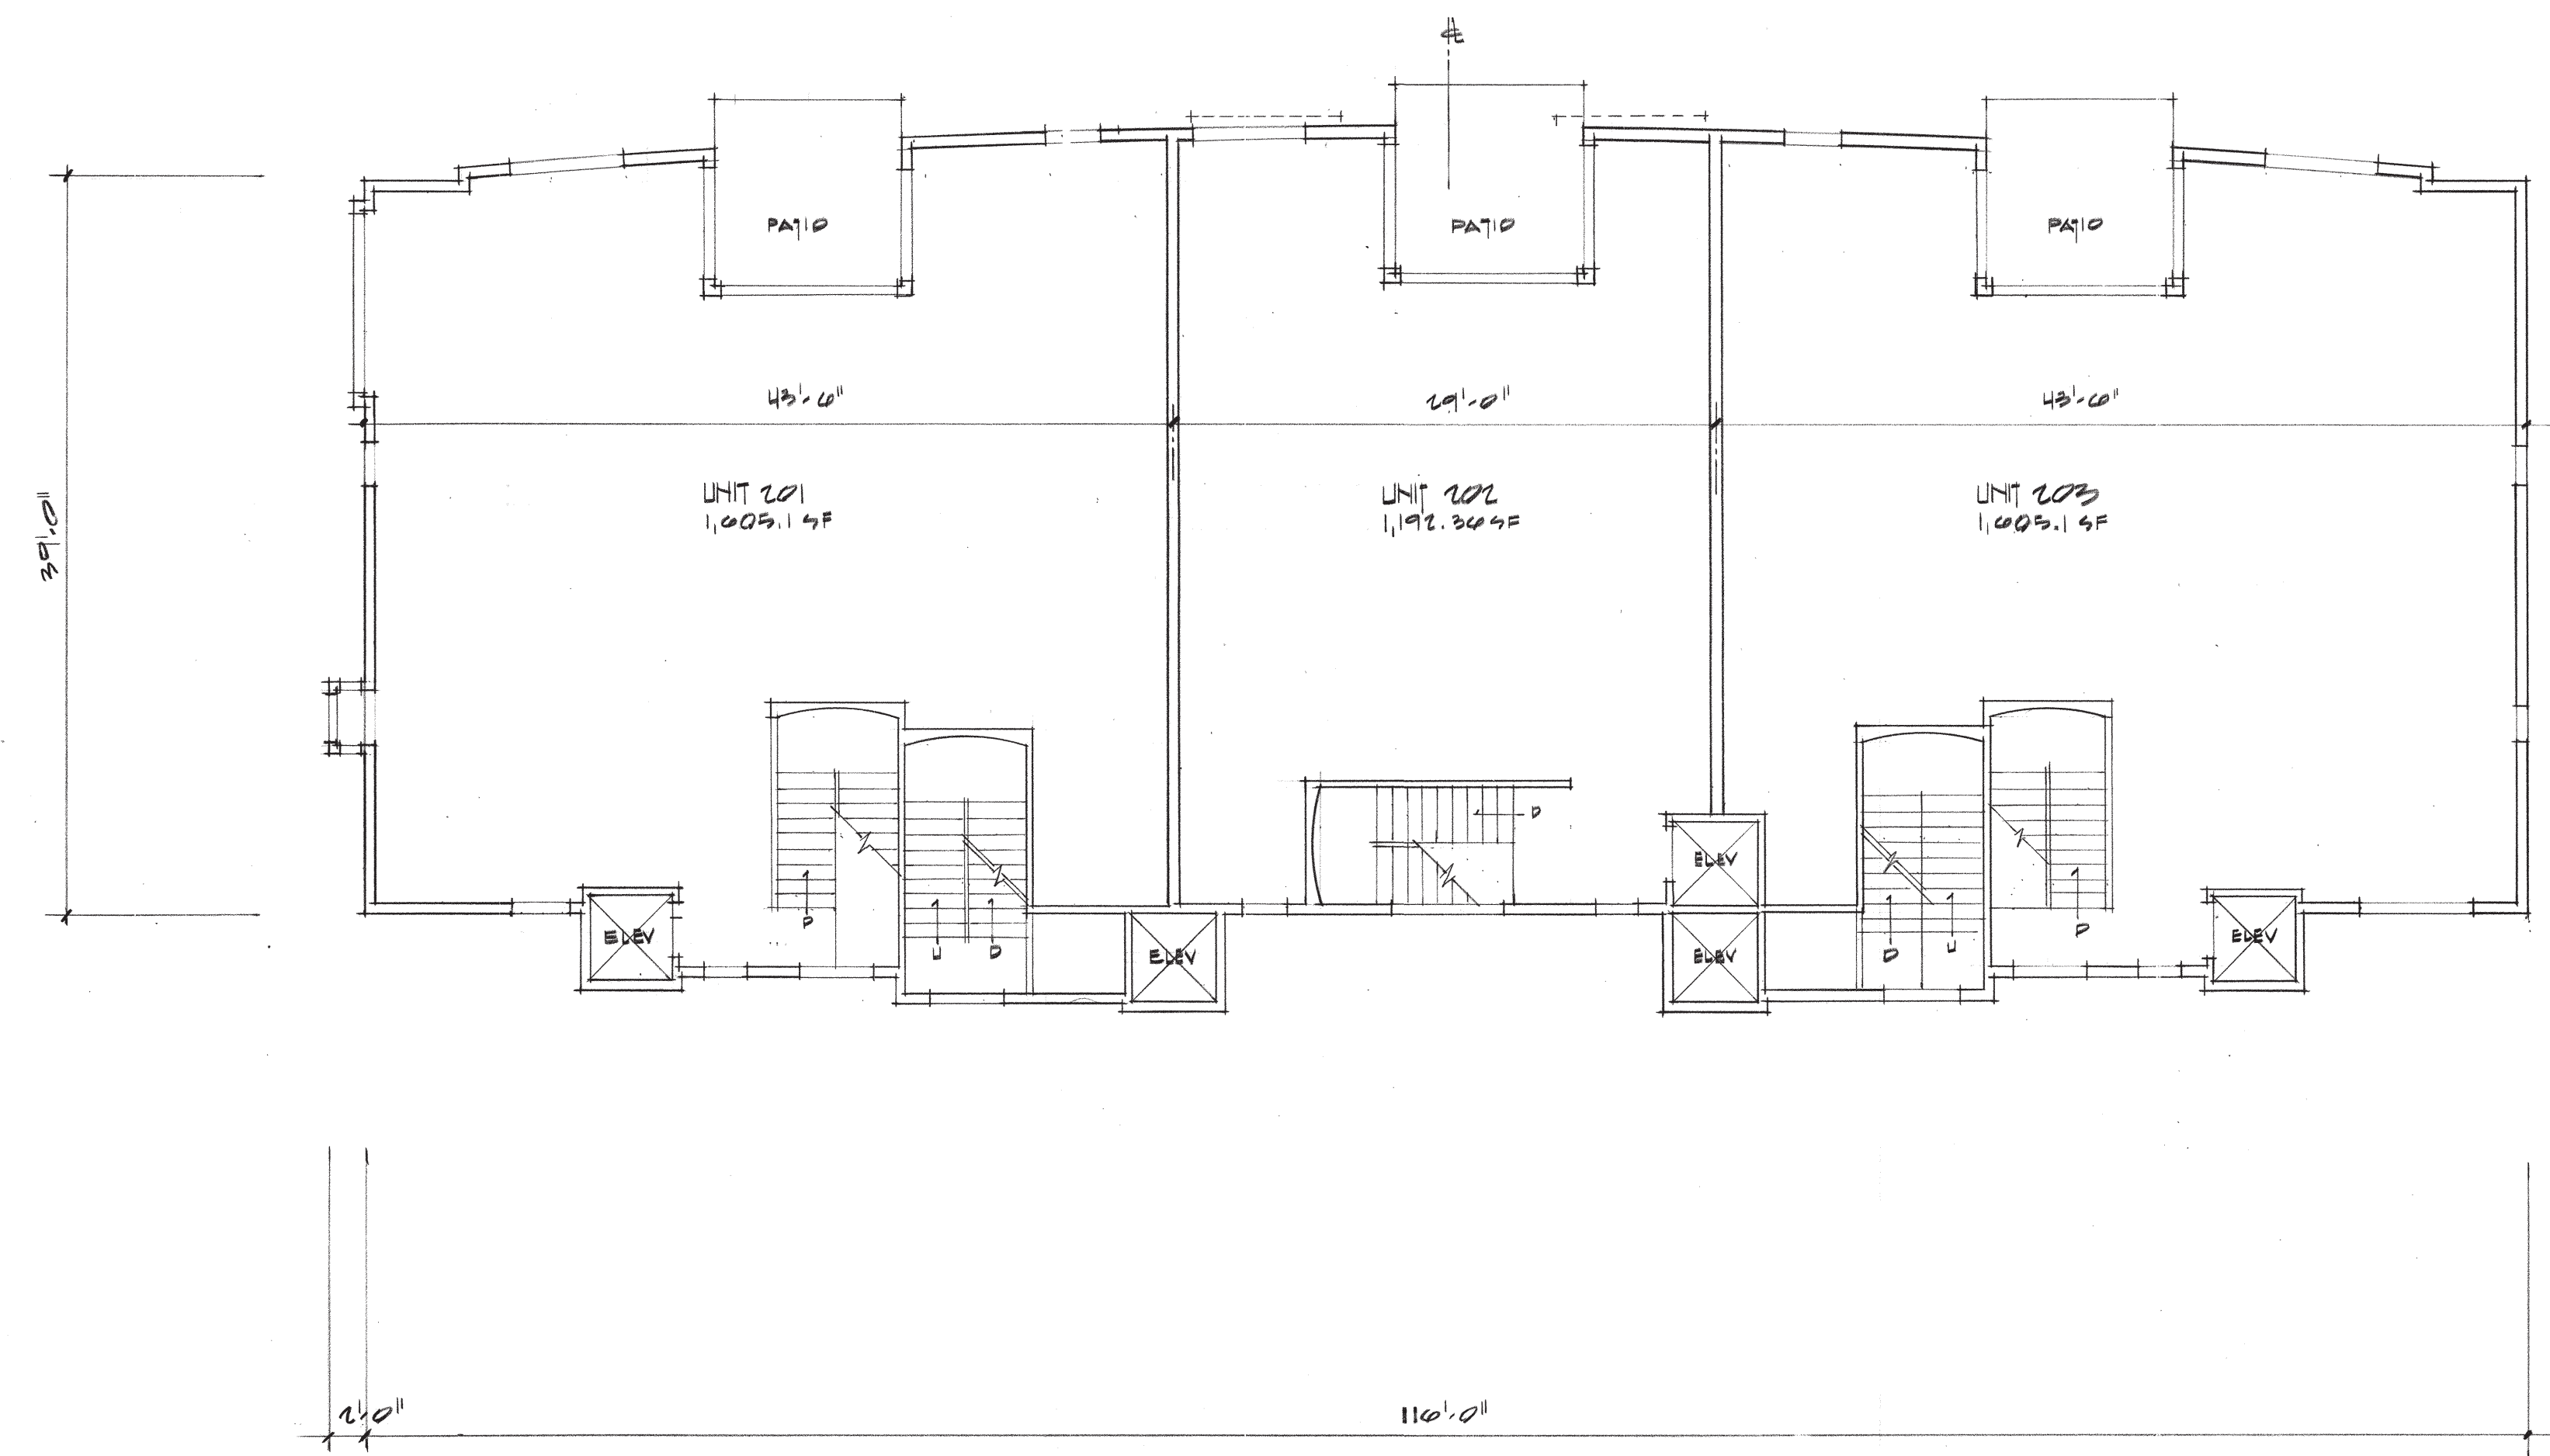 ℄
PATIO
PATIO
PATIO
43'-6"
29'-0"
43'-6"
UNIT 201
1,605.1 SF
UNIT 202
1,192.36 SF
UNIT 203
1,605.1 SF
39'-0"
D
ELEV
D
U
D
ELEV
ELEV
ELEV
D
U
D
ELEV
2'-0"
116'-0"